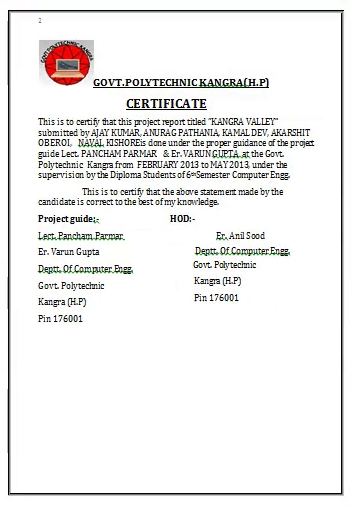 2
GOVT.POLYTECHNIC KANGRA
GOVT.POLYTECHNIC KANGRA(H.P)
CERTIFICATE
This is to certify that this project report titled "KANGRA VALLEY"
submitted by AJAY KUMAR, ANURAG PATHANIA, KAMAL DEV, AKARSHIT
OBEROI, NAVAL KISHOREis done under the proper guidance of the project
guide Lect. PANCHAM PARMAR & Er.VARUN GUPTA at the Govt.
Polytechnic Kangra from FEBRUARY 2013 to MAY 2013, under the
supervision by the Diploma Students of 6thSemester Computer Engg.
This is to certify that the above statement made by the
candidate is correct to the best of my knowledge.
Project guide:- HOD:-
Lect. Pancham Parmar Er. Anil Sood
Er. Varun Gupta Deptt. Of Computer Engg.
Deptt. Of Computer Engg. Govt. Polytechnic
Govt. Polytechnic Kangra (H.P)
Kangra (H.P) Pin 176001
Pin 176001